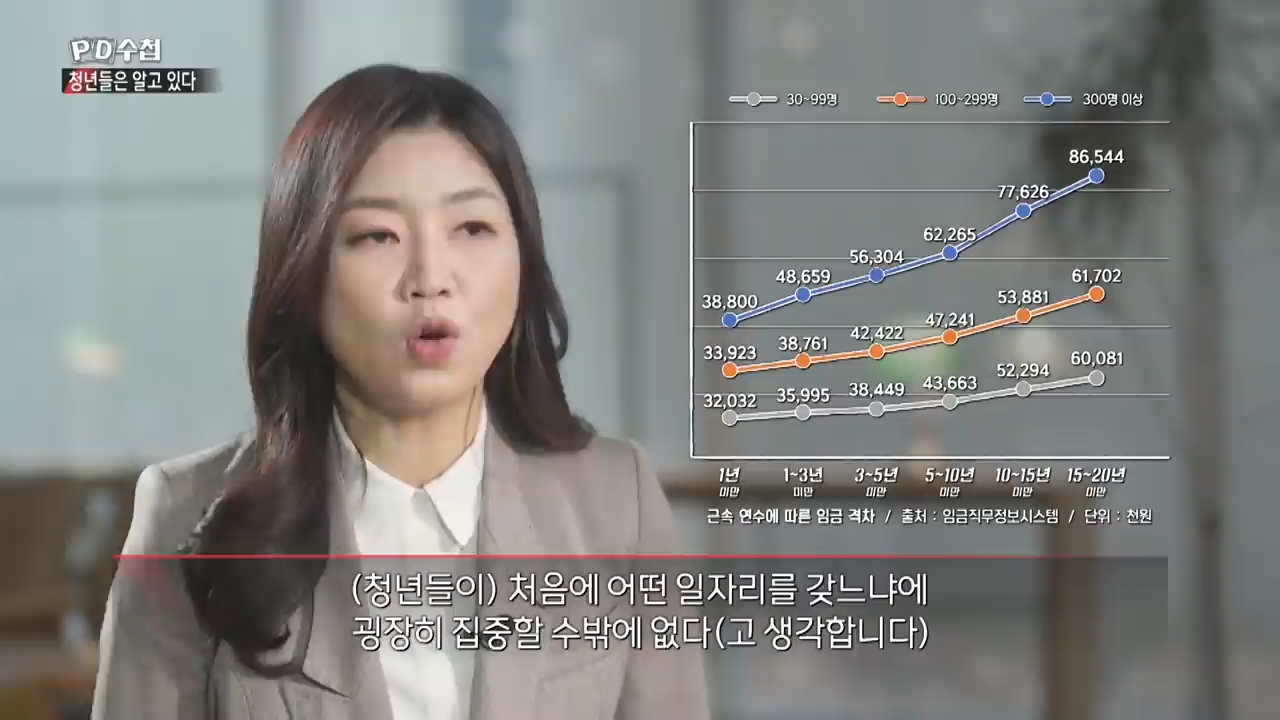 PD수첩
청년들은 알고 있다
30~99명 100~299명 300명 이상
86,544
77,626
62,265
56,304
48,659
38,800
61,702
53,881
47,241
42,422
38,761
33,923
60,081
52,294
43,663
38,449
35,995
32,032
1년 1~3년 3~5년 5~10년 10~15년 15~20년
미만 미만 미만 미만 미만 미만
근속 연수에 따른 임금 격차 / 출처 : 임금직무정보시스템 / 단위 : 천원
(청년들이) 처음에 어떤 일자리를 갖느냐에
굉장히 집중할 수밖에 없다(고 생각합니다)